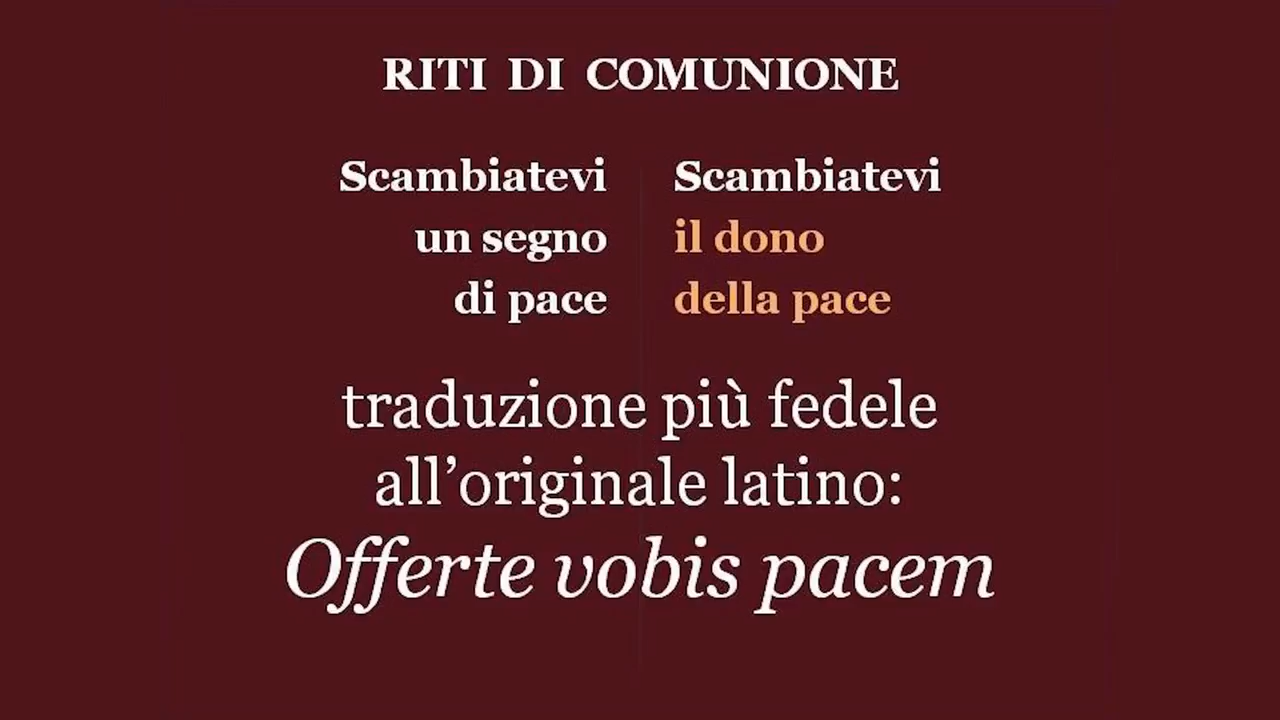 RITI DI COMUNIONE
Scambiatevi
un segno
di pace
Scambiatevi
il dono
della pace
traduzione più fedele
all’originale latino:
Offerte vobis pacem